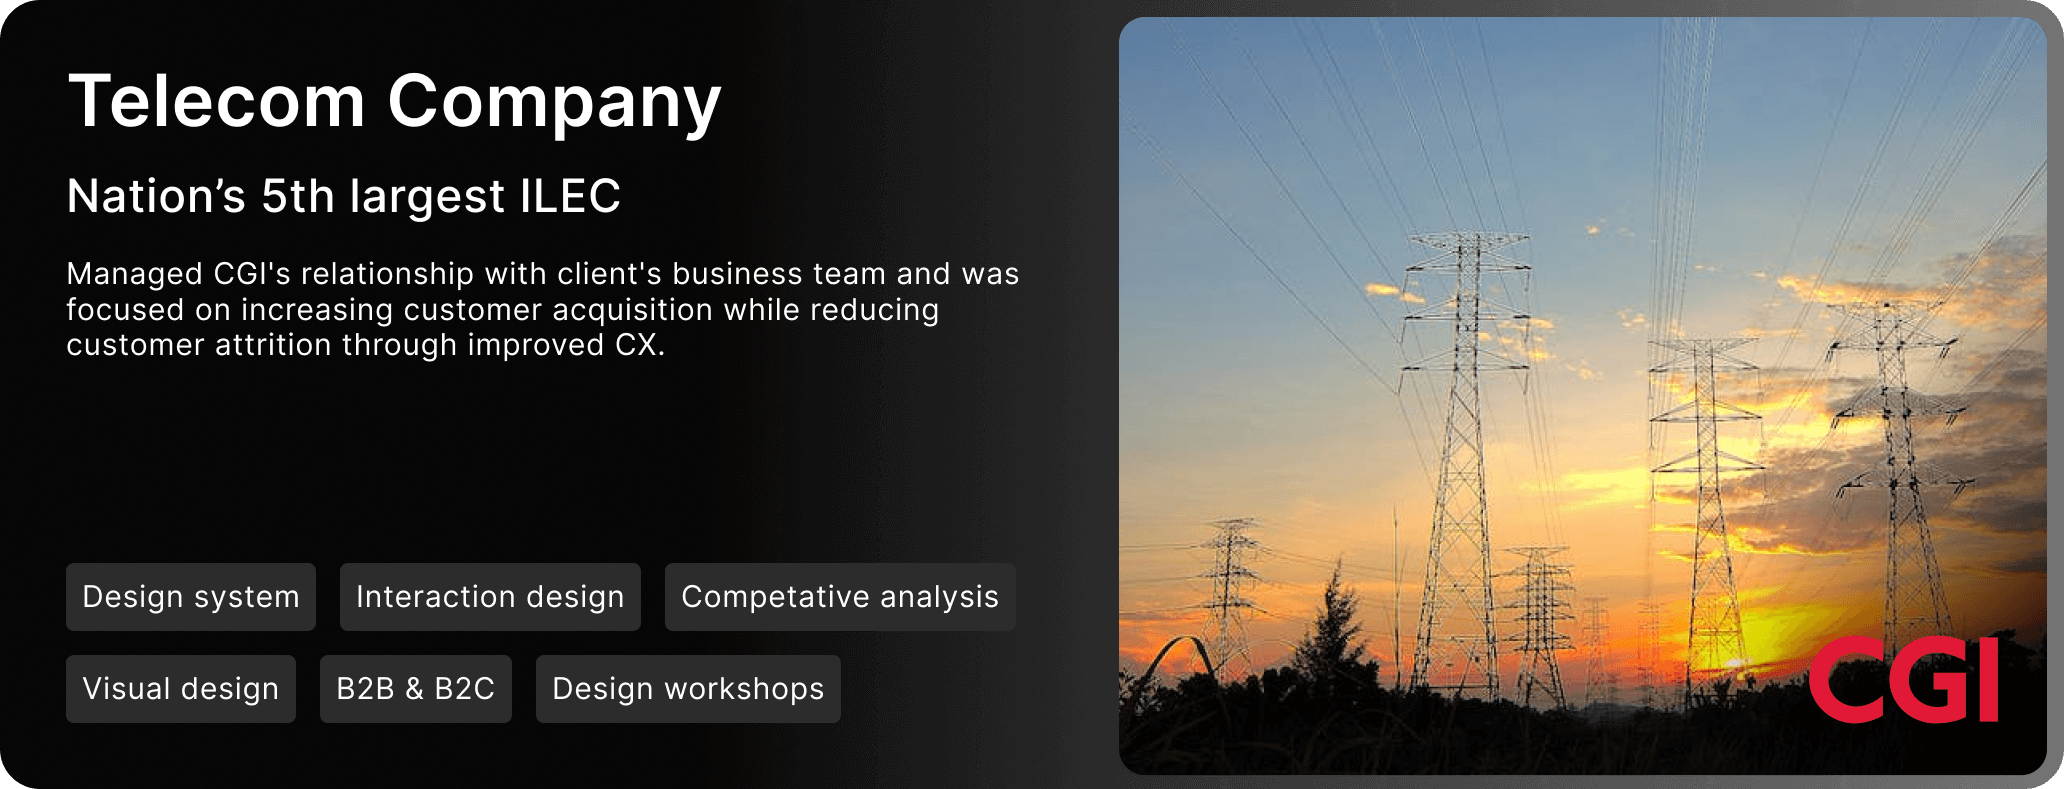 Telecom Company
Nation’s 5th largest ILEC
Managed CGI's relationship with client's business team and was
focused on increasing customer acquisition while reducing
customer attrition through improved CX.
Design system
Interaction design
Competative analysis
Visual design
B2B & B2C
Design workshops
CGI